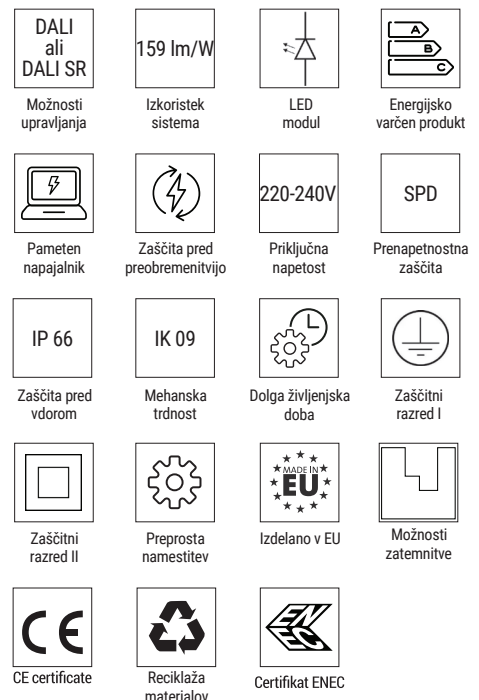 DALI
ali
DALI SR
Možnosti
upravljanja
159 lm/W
Izkoristek
sistema
LED
modul
A
B
C
Energijsko
varčen produkt
Pameten
napajalnik
Zaščita pred
preobremenitvijo
220-240V
Priključna
napetost
SPD
Prenapetnostna
zaščita
IP 66
Zaščita pred
vdorom
IK 09
Mehanska
trdnost
Dolga življenjska
doba
Zaščitni
razred I
Zaščitni
razred II
Preprosta
namestitev
MADE IN
EU
Izdelano v EU
Možnosti
zatemnitve
CE
CE certificate
Reciklaža
materialov
ENEC
Certifikat ENEC